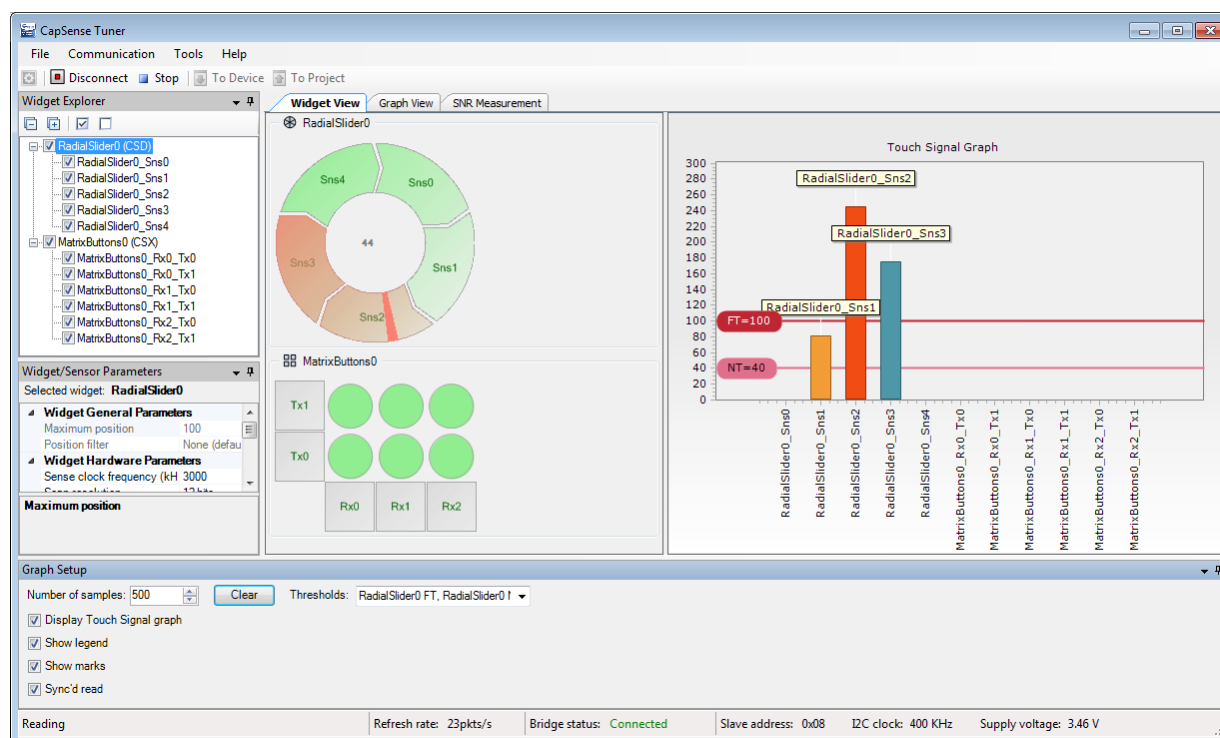 CapSense Tuner
File Communication Tools Help
Disconnect Stop To Device To Project
Widget Explorer
RadialSlider0 (CSD)
RadialSlider0_Sns0
RadialSlider0_Sns1
RadialSlider0_Sns2
RadialSlider0_Sns3
RadialSlider0_Sns4
MatrixButtons0 (CSX)
MatrixButtons0_Rx0_Tx0
MatrixButtons0_Rx0_Tx1
MatrixButtons0_Rx1_Tx0
MatrixButtons0_Rx1_Tx1
MatrixButtons0_Rx2_Tx0
MatrixButtons0_Rx2_Tx1
Widget/Sensor Parameters
Selected widget: RadialSlider0
Widget General Parameters
Maximum position 100
Position filter None (defau
Widget Hardware Parameters
Sense clock frequency (kH 3000
Scan resolution 12 bits
Maximum position
Widget View Graph View SNR Measurement
RadialSlider0
Sns4 Sns0
44
Sns3 Sns1
Sns2
MatrixButtons0
Tx1
Tx0
Rx0 Rx1 Rx2
Touch Signal Graph
300
280
260
240
220
200
180
160
140
120
100
80
60
40
20
0
RadialSlider0_Sns2
RadialSlider0_Sns3
RadialSlider0_Sns1
FT=100
NT=40
RadialSlider0_Sns0
RadialSlider0_Sns1
RadialSlider0_Sns2
RadialSlider0_Sns3
RadialSlider0_Sns4
MatrixButtons0_Rx0_Tx0
MatrixButtons0_Rx0_Tx1
MatrixButtons0_Rx1_Tx0
MatrixButtons0_Rx1_Tx1
MatrixButtons0_Rx2_Tx0
MatrixButtons0_Rx2_Tx1
Graph Setup
Number of samples: 500 Clear Thresholds: RadialSlider0 FT, RadialSlider0 N
Display Touch Signal graph
Show legend
Show marks
Sync'd read
Reading Refresh rate: 23pkts/s Bridge status: Connected Slave address: 0x08 I2C clock: 400 KHz Supply voltage: 3.46 V